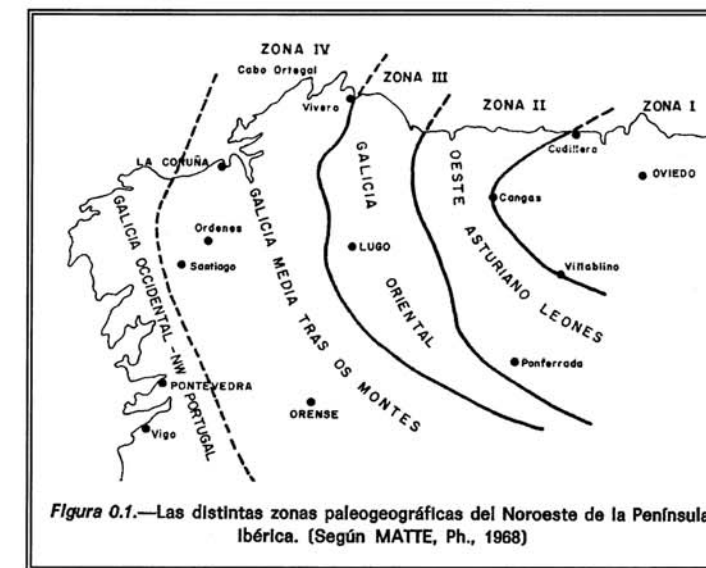 ZONA IV
Cabo Ortegal
ZONA III
Vivero
ZONA II
ZONA I
Cudillera
LA CORUÑA
OVIEDO
GALICIA
OESTE
ASTURIANO LEONES
Cangas
Ordenes
LUGO
Santiago
Villablino
GALICIA OCCIDENTAL-NW PORTUGAL
GALICIA MEDIA TRAS OS MONTES
ORIENTAL
Ponferrada
PONTEVEDRA
ORENSE
Vigo
Figura 0.1.—Las distintas zonas paleogeográficas del Noroeste de la Península
Ibérica. (Según MATTE, Ph., 1968)